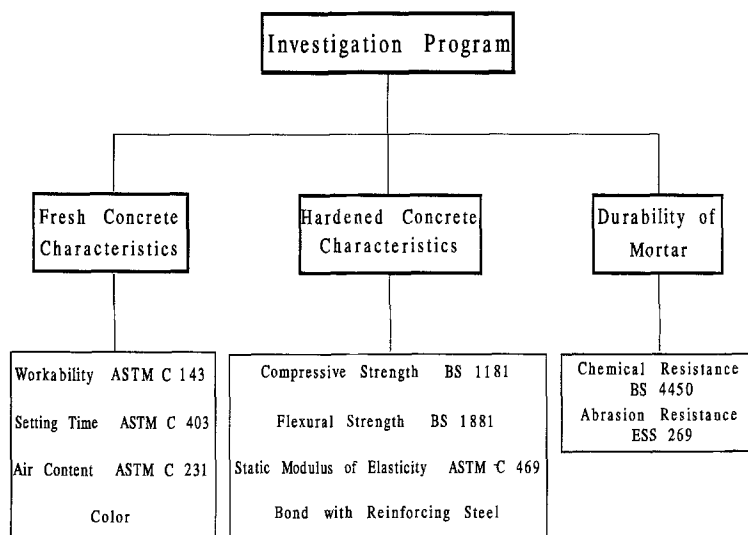 Investigation Program
Fresh Concrete
Characteristics
Hardened Concrete
Characteristics
Durability of
Mortar
Workability ASTM C 143
Setting Time ASTM C 403
Air Content ASTM C 231
Color
Compressive Strength BS 1181
Flexural Strength BS 1881
Static Modulus of Elasticity ASTM C 469
Bond with Reinforcing Steel
Chemical Resistance
BS 4450
Abrasion Resistance
ESS 269